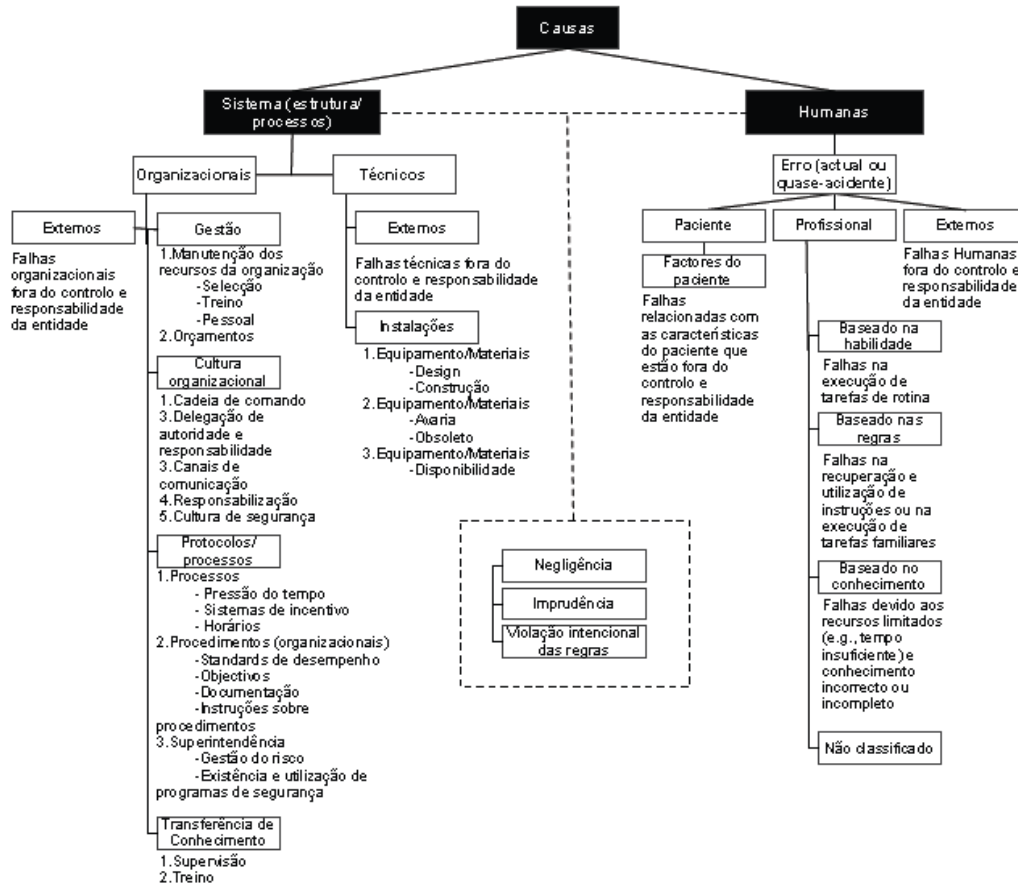 Causas
Sistema (estrutura/
processos)
Humanas
Organizacionais
Técnicos
Erro (actual ou
quase-acidente)
Externos
Falhas
organizacionais
fora do controlo e
responsabilidade
da entidade
Gestão
1.Manutenção dos
recursos da organização
-Selecção
-Treino
-Pessoal
2.Orçamentos
Cultura
organizacional
1.Cadeia de comando
3.Delegação de
autoridade e
responsabilidade
3.Canais de
comunicação
4.Responsabilização
5.Cultura de segurança
Protocolos/
processos
1.Processos
- Pressão do tempo
- Sistemas de incentivo
- Horários
2.Procedimentos (organizacionais)
-Standards de desempenho
-Objectivos
-Documentação
-Instruções sobre
procedimentos
3.Superintendência
-Gestão do risco
-Existência e utilização de
programas de segurança
Transferência de
Conhecimento
1.Supervisão
2.Treino
Externos
Falhas técnicas fora do
controlo e responsabilidade
da entidade
Instalações
1.Equipamento/Materiais
-Design
-Construção
2.Equipamento/Materiais
-Avaria
-Obsoleto
3.Equipamento/Materiais
-Disponibilidade
Negligência
Imprudência
Violação intencional
das regras
Paciente
Factores do
paciente
Falhas
relacionadas com
as características
do paciente que
estão fora do
controlo e
responsabilidade
da entidade
Profissional
Baseado na
habilidade
Falhas na
execução de
tarefas de rotina
Baseado nas
regras
Falhas na
recuperação e
utilização de
instruções ou na
execução de
tarefas familiares
Baseado no
conhecimento
Falhas devido aos
recursos limitados
(e.g., tempo
insuficiente) e
conhecimento
incorrecto ou
incompleto
Não classificado
Externos
Falhas Humanas
fora do controlo e
responsabilidade
da entidade